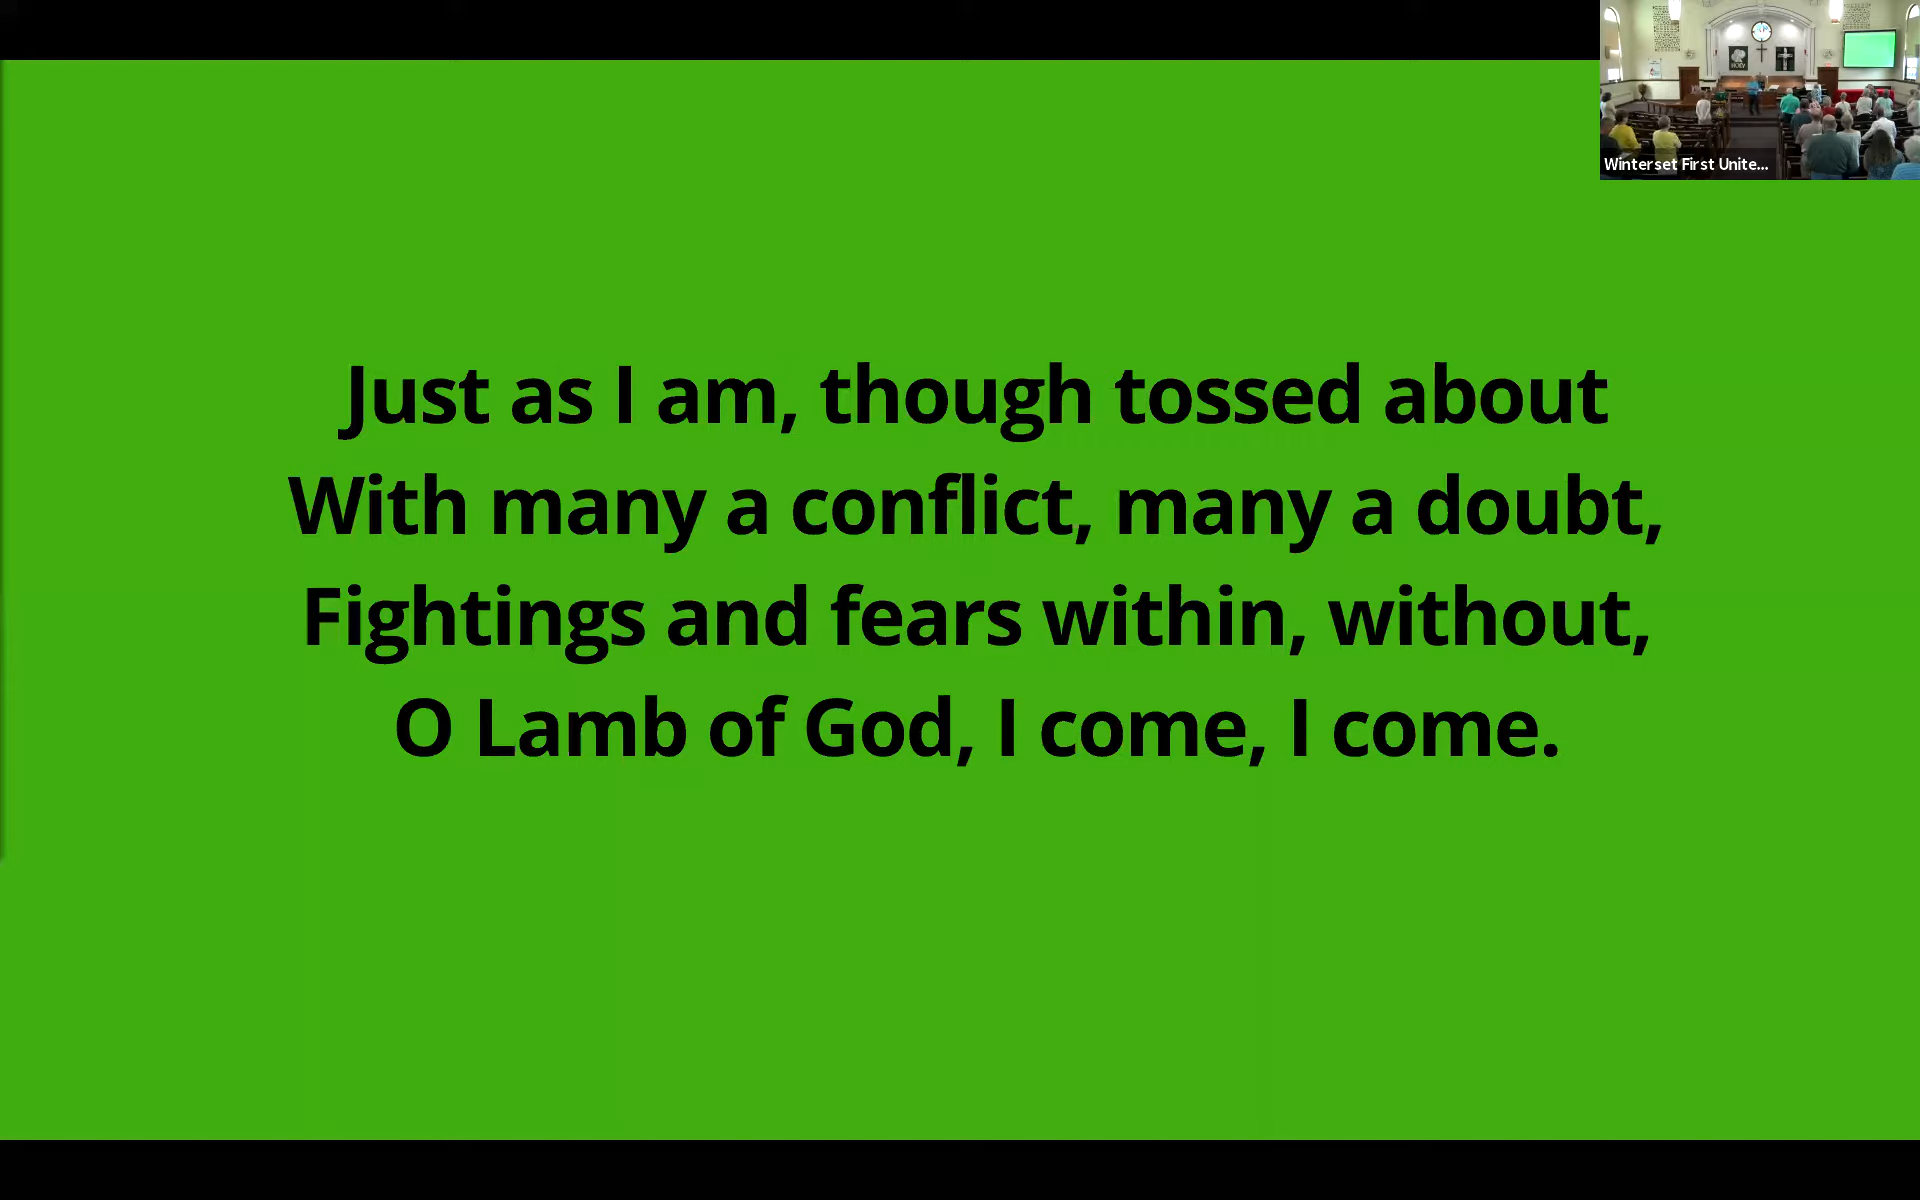 Just as I am, though tossed about
With many a conflict, many a doubt,
Fightings and fears within, without,
O Lamb of God, I come, I come.
Winterset First Unite...